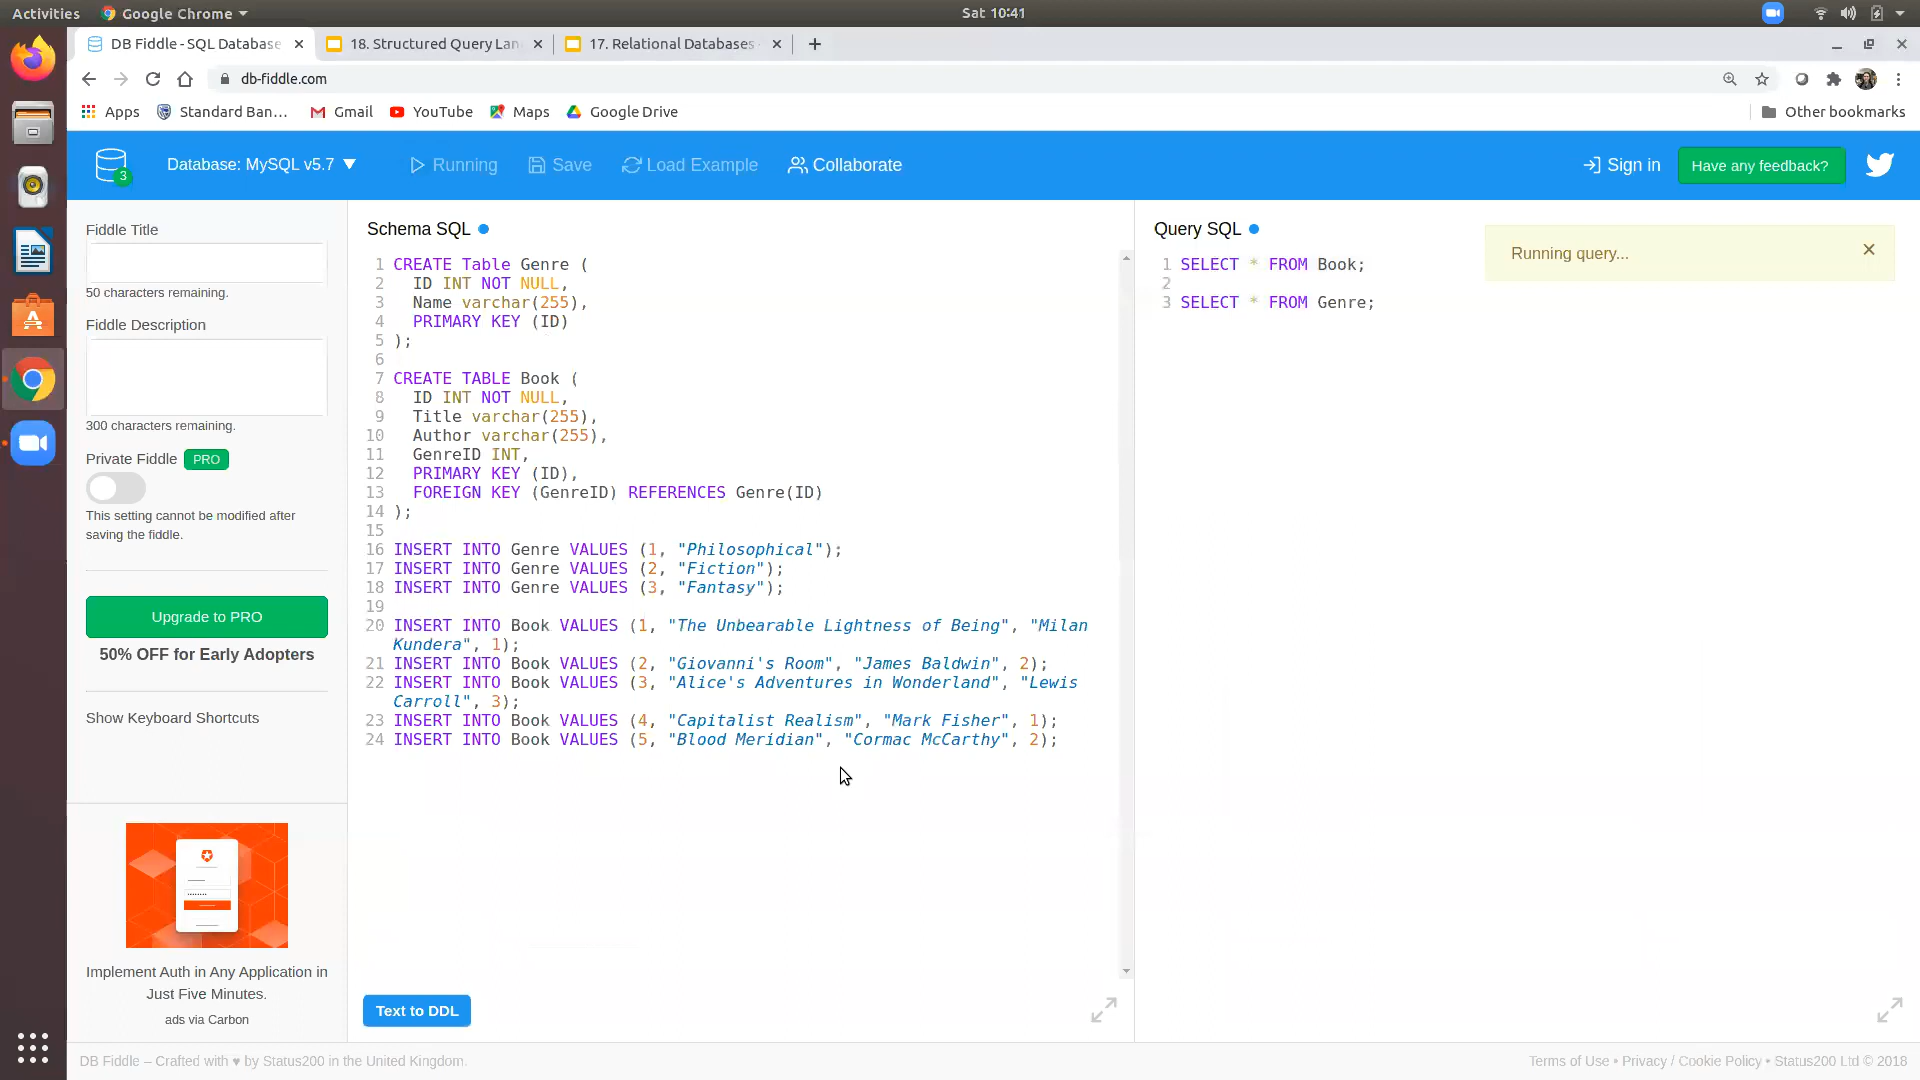 Activities
Google Chrome
Sat 10:41
DB Fiddle - SQL Database
18. Structured Query Lan
17. Relational Databases -
db-fiddle.com
Apps
Standard Ban...
Gmail
YouTube
Maps
Google Drive
Other bookmarks
3
Database: MySQL v5.7
Running
Save
Load Example
Collaborate
Sign in
Have any feedback?
Fiddle Title
50 characters remaining.
Fiddle Description
300 characters remaining.
Private Fiddle PRO
This setting cannot be modified after
saving the fiddle.
Upgrade to PRO
50% OFF for Early Adopters
Show Keyboard Shortcuts
Implement Auth in Any Application in
Just Five Minutes.
ads via Carbon
Schema SQL
1 CREATE Table Genre (
2 ID INT NOT NULL,
3 Name varchar(255),
4 PRIMARY KEY (ID)
5 );
6
7 CREATE TABLE Book (
8 ID INT NOT NULL,
9 Title varchar(255),
10 Author varchar(255),
11 GenreID INT,
12 PRIMARY KEY (ID),
13 FOREIGN KEY (GenreID) REFERENCES Genre(ID)
14 );
15
16 INSERT INTO Genre VALUES (1, "Philosophical");
17 INSERT INTO Genre VALUES (2, "Fiction");
18 INSERT INTO Genre VALUES (3, "Fantasy");
19
20 INSERT INTO Book VALUES (1, "The Unbearable Lightness of Being", "Milan
Kundera", 1);
21 INSERT INTO Book VALUES (2, "Giovanni's Room", "James Baldwin", 2);
22 INSERT INTO Book VALUES (3, "Alice's Adventures in Wonderland", "Lewis
Carroll", 3);
23 INSERT INTO Book VALUES (4, "Capitalist Realism", "Mark Fisher", 1);
24 INSERT INTO Book VALUES (5, "Blood Meridian", "Cormac McCarthy", 2);
Text to DDL
Query SQL
1 SELECT * FROM Book;
2
3 SELECT * FROM Genre;
Running query...
DB Fiddle – Crafted with ♥ by Status200 in the United Kingdom.
Terms of Use • Privacy / Cookie Policy • Status200 Ltd © 2018